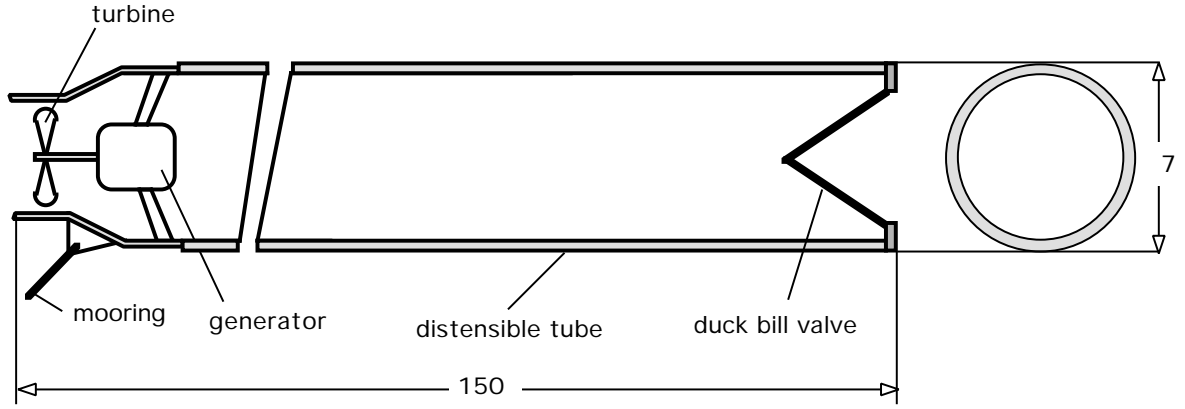 turbine
7
mooring
generator
distensible tube
duck bill valve
150